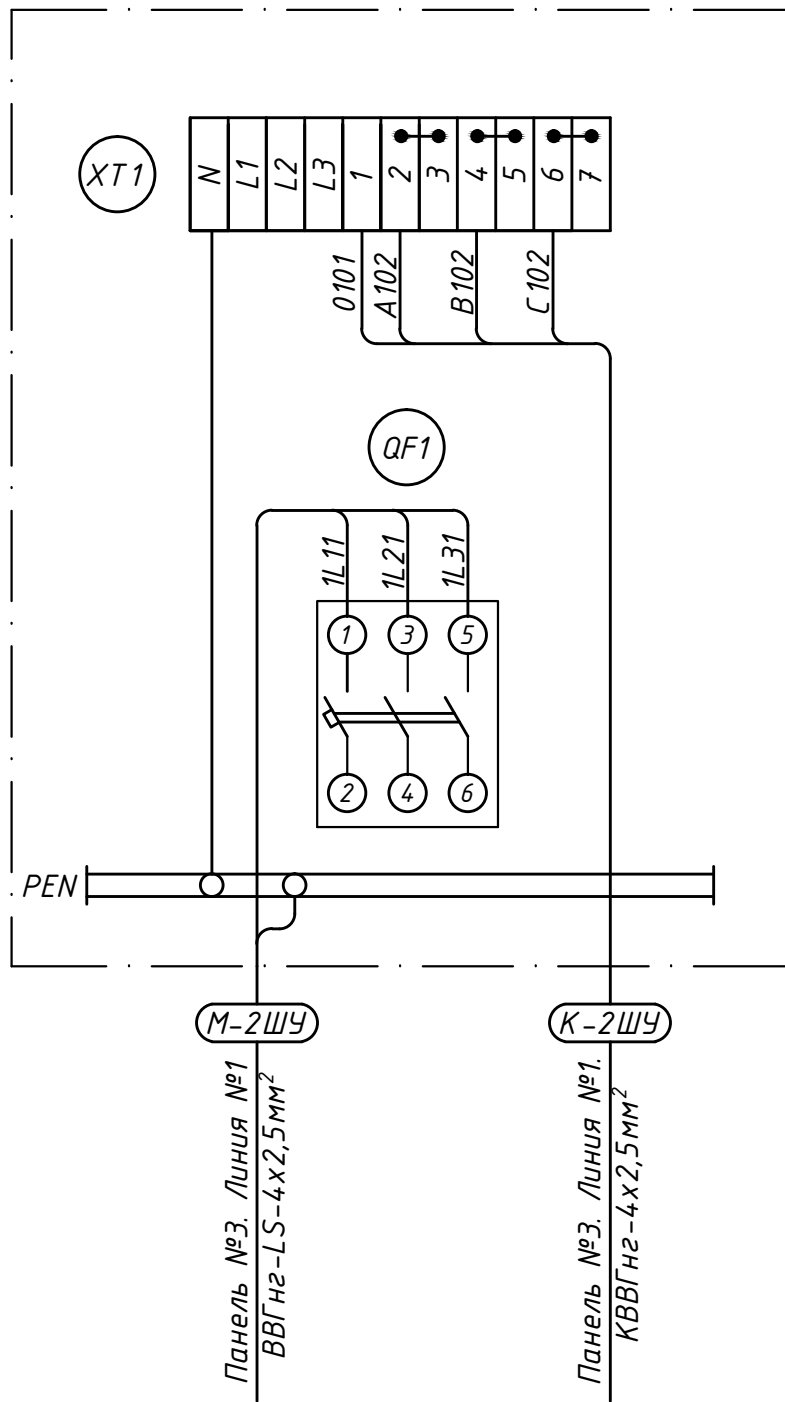 XT1
N
L1
L2
L3
1
2
3
4
5
6
7
0101
A102
B102
C102
QF1
1L11
1L21
1L31
1
3
5
2
4
6
PEN
М-2ШУ
К-2ШУ
Панель №3. Линия №1
ВВГнг-LS-4х2,5мм²
Панель №3. Линия №1.
КВВГнг-4х2,5мм²